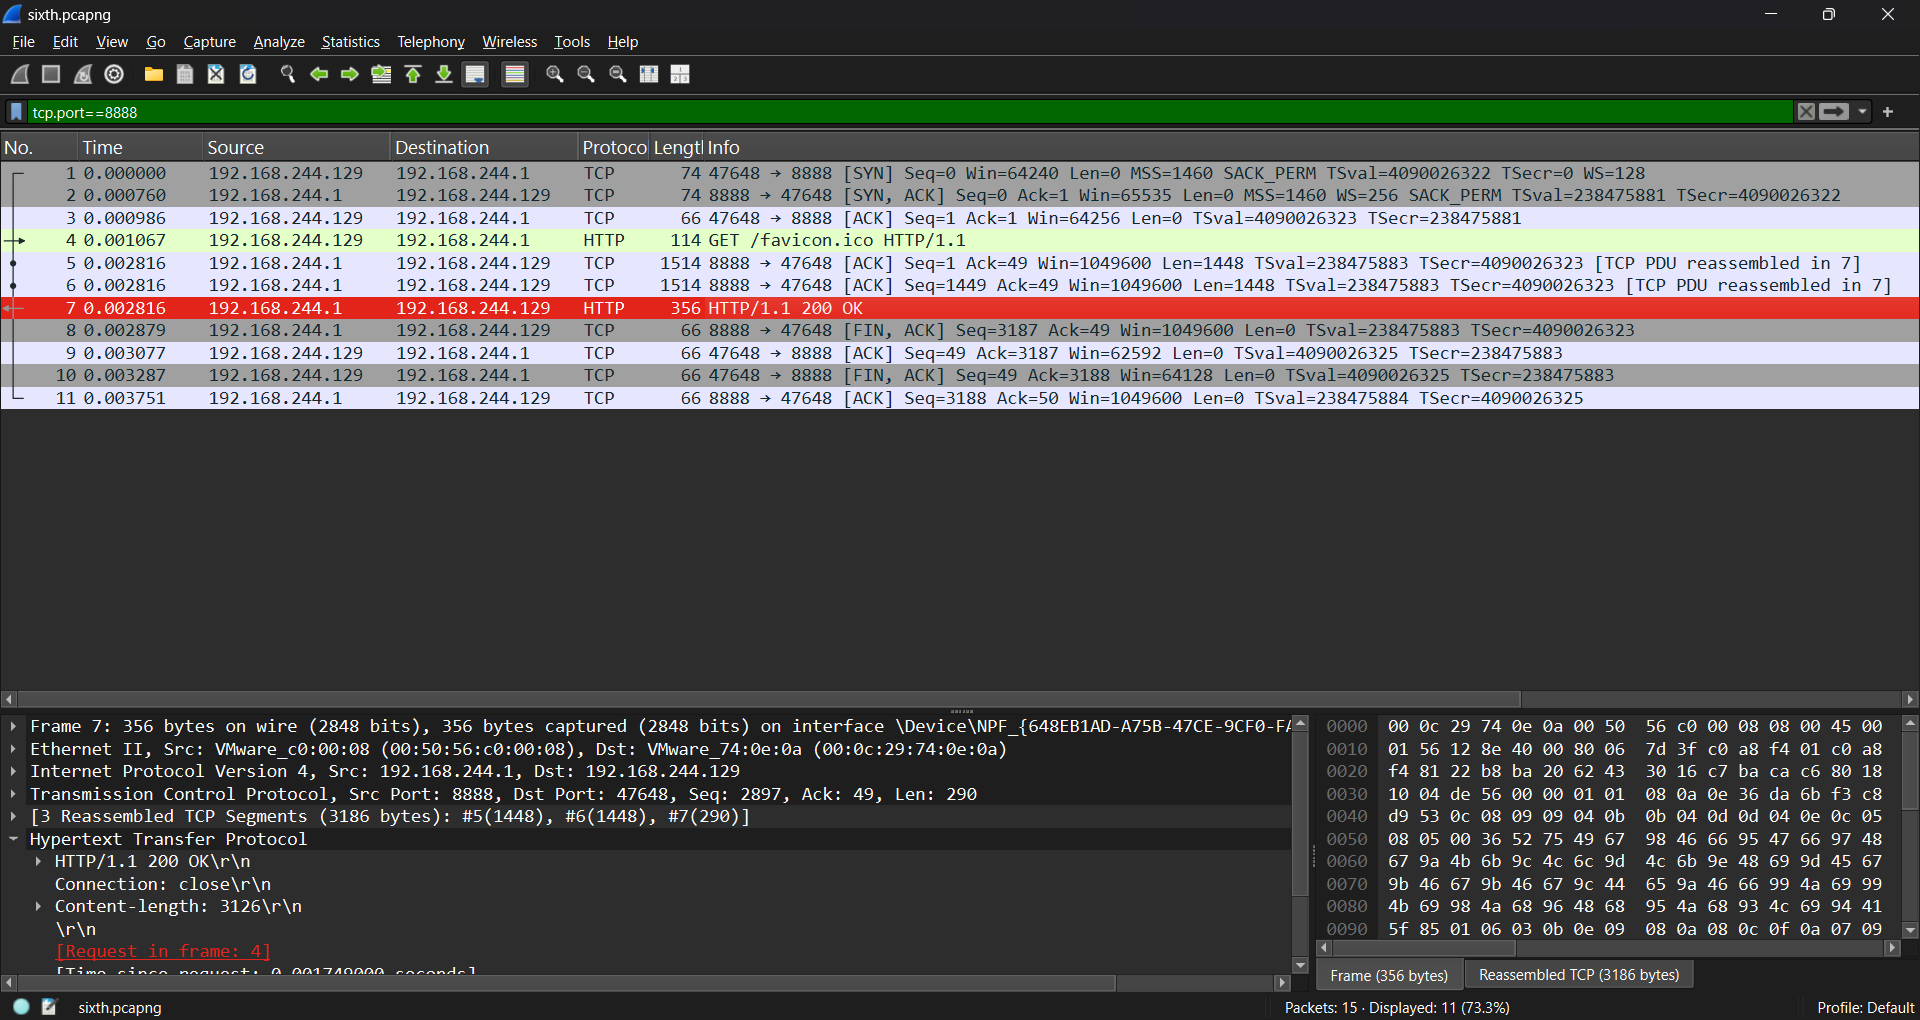 sixth.pcapng
File Edit View Go Capture Analyze Statistics Telephony Wireless Tools Help
tcp.port==8888
No. Time Source Destination Protoco Lengtl Info
1 0.000000 192.168.244.129 192.168.244.1 TCP 74 47648 → 8888 [SYN] Seq=0 Win=64240 Len=0 MSS=1460 SACK_PERM TSval=4090026322 TSecr=0 WS=128
2 0.000760 192.168.244.1 192.168.244.129 TCP 74 8888 → 47648 [SYN, ACK] Seq=0 Ack=1 Win=65535 Len=0 MSS=1460 WS=256 SACK_PERM TSval=238475881 TSecr=4090026322
3 0.000986 192.168.244.129 192.168.244.1 TCP 66 47648 → 8888 [ACK] Seq=1 Ack=1 Win=64256 Len=0 TSval=4090026323 TSecr=238475881
4 0.001067 192.168.244.129 192.168.244.1 HTTP 114 GET /favicon.ico HTTP/1.1
5 0.002816 192.168.244.1 192.168.244.129 TCP 1514 8888 → 47648 [ACK] Seq=1 Ack=49 Win=1049600 Len=1448 TSval=238475883 TSecr=4090026323 [TCP PDU reassembled in 7]
6 0.002816 192.168.244.1 192.168.244.129 TCP 1514 8888 → 47648 [ACK] Seq=1449 Ack=49 Win=1049600 Len=1448 TSval=238475883 TSecr=4090026323 [TCP PDU reassembled in 7]
7 0.002816 192.168.244.1 192.168.244.129 HTTP 356 HTTP/1.1 200 OK
8 0.002879 192.168.244.1 192.168.244.129 TCP 66 8888 → 47648 [FIN, ACK] Seq=3187 Ack=49 Win=1049600 Len=0 TSval=238475883 TSecr=4090026323
9 0.003077 192.168.244.129 192.168.244.1 TCP 66 47648 → 8888 [ACK] Seq=49 Ack=3187 Win=62592 Len=0 TSval=4090026325 TSecr=238475883
10 0.003287 192.168.244.129 192.168.244.1 TCP 66 47648 → 8888 [FIN, ACK] Seq=49 Ack=3188 Win=64128 Len=0 TSval=4090026325 TSecr=238475883
11 0.003751 192.168.244.1 192.168.244.129 TCP 66 8888 → 47648 [ACK] Seq=3188 Ack=50 Win=1049600 Len=0 TSval=238475884 TSecr=4090026325
Frame 7: 356 bytes on wire (2848 bits), 356 bytes captured (2848 bits) on interface \Device\NPF_{648EB1AD-A75B-47CE-9CF0-FA
Ethernet II, Src: VMware_c0:00:08 (00:50:56:c0:00:08), Dst: VMware_74:0e:0a (00:0c:29:74:0e:0a)
Internet Protocol Version 4, Src: 192.168.244.1, Dst: 192.168.244.129
Transmission Control Protocol, Src Port: 8888, Dst Port: 47648, Seq: 2897, Ack: 49, Len: 290
[3 Reassembled TCP Segments (3186 bytes): #5(1448), #6(1448), #7(290)]
Hypertext Transfer Protocol
HTTP/1.1 200 OK\r\n
Connection: close\r\n
Content-length: 3126\r\n
\r\n
[Request in frame: 4]
[Time since request: 0.001749000 seconds]
0000 00 0c 29 74 0e 0a 00 50 56 c0 00 08 08 00 45 00
0010 01 56 12 8e 40 00 80 06 7d 3f c0 a8 f4 01 c0 a8
0020 f4 81 22 b8 ba 20 62 43 30 16 c7 ba ca c6 80 18
0030 10 04 de 56 00 00 01 01 08 0a 0e 36 da 6b f3 c8
0040 d9 53 0c 08 09 09 04 0b 0b 04 0d 0d 04 0e 0c 05
0050 08 05 00 36 52 75 49 67 98 46 66 95 47 66 97 48
0060 67 9a 4b 6b 9c 4c 6c 9d 4c 6b 9e 48 69 9d 45 67
0070 9b 46 67 9b 46 67 9c 44 65 9a 46 66 99 4a 69 99
0080 4b 69 98 4a 68 96 48 68 95 4a 68 93 4c 69 94 41
0090 5f 85 01 06 03 0b 0e 09 08 0a 08 0c 0f 0a 07 09
Frame (356 bytes) Reassembled TCP (3186 bytes)
sixth.pcapng Packets: 15 · Displayed: 11 (73.3%) Profile: Default